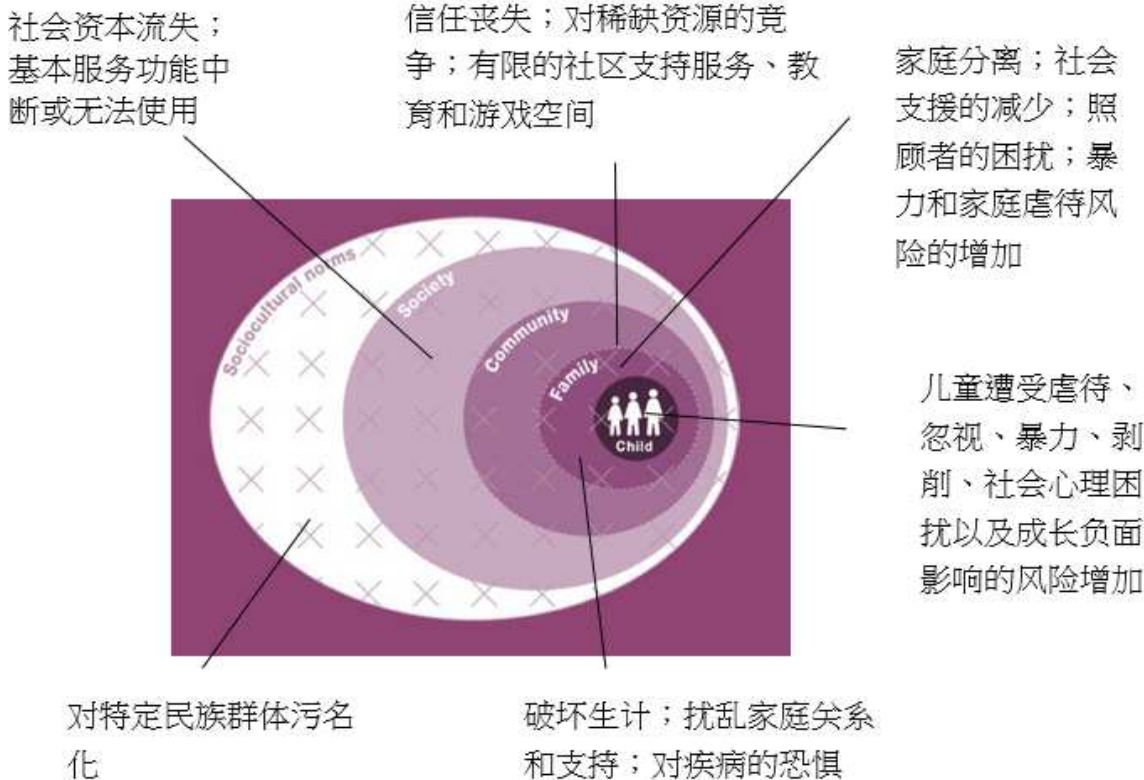 社会资本流失；
基本服务功能中
断或无法使用
信任丧失；对稀缺资源的竞
争；有限的社区支持服务、教
育和游戏空间
家庭分离；社会
支援的减少；照
顾者的困扰；暴
力和家庭虐待风
险的增加
Sociocultural norms
Society
Community
Family
Child
儿童遭受虐待、
忽视、暴力、剥
削、社会心理困
扰以及成长负面
影响的风险增加
对特定民族群体污名
化
破坏生计；扰乱家庭关系
和支持；对疾病的恐惧